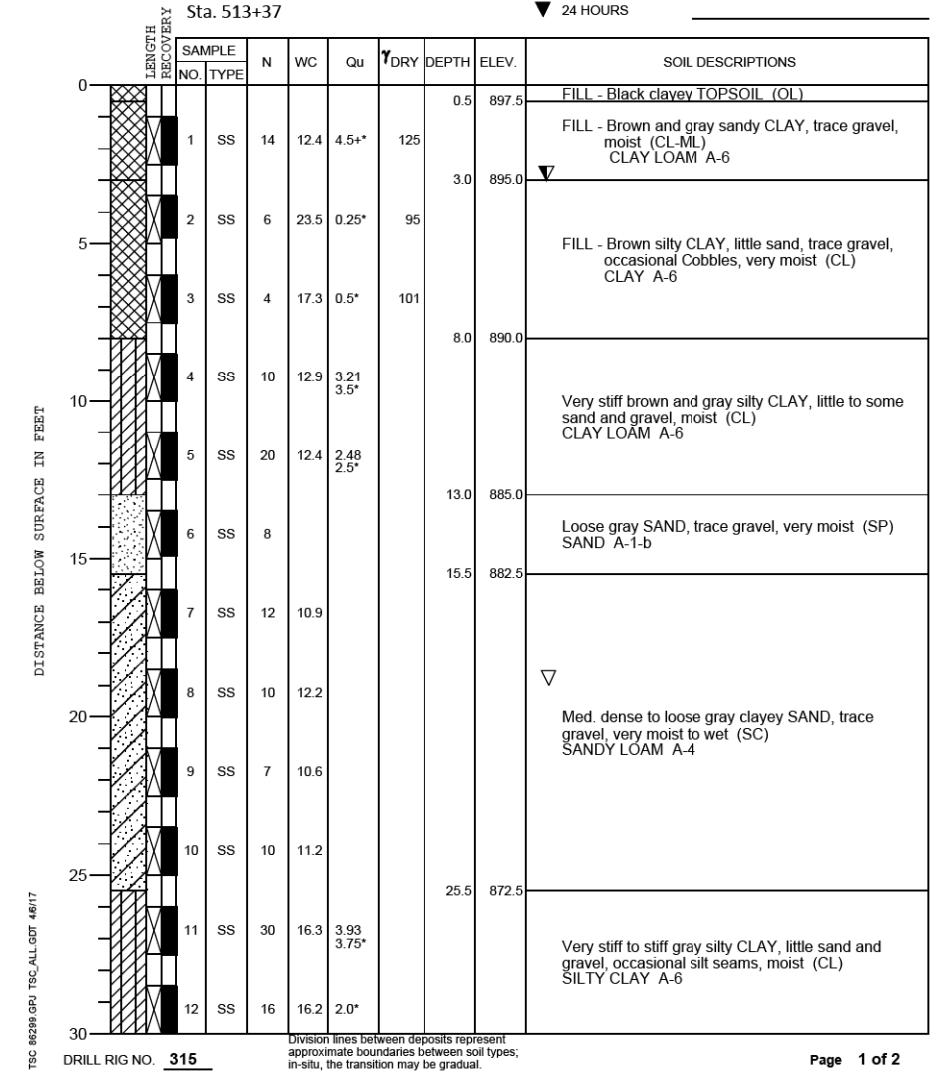 Sta. 513+37
▼ 24 HOURS
LENGTH
RECOVERY
SAMPLE
NO. TYPE N WC Qu γDRY DEPTH ELEV. SOIL DESCRIPTIONS
0
FILL - Black clayey TOPSOIL (OL)
0.5 897.5
1 SS 14 12.4 4.5+* 125
FILL - Brown and gray sandy CLAY, trace gravel,
moist (CL-ML)
CLAY LOAM A-6
3.0 895.0
2 SS 6 23.5 0.25* 95
5
FILL - Brown silty CLAY, little sand, trace gravel,
occasional Cobbles, very moist (CL)
CLAY A-6
3 SS 4 17.3 0.5* 101
8.0 890.0
4 SS 10 12.9 3.21
3.5*
10
Very stiff brown and gray silty CLAY, little to some
sand and gravel, moist (CL)
CLAY LOAM A-6
5 SS 20 12.4 2.48
2.5*
13.0 885.0
6 SS 8
Loose gray SAND, trace gravel, very moist (SP)
SAND A-1-b
15
15.5 882.5
7 SS 12 10.9
8 SS 10 12.2
20
Med. dense to loose gray clayey SAND, trace
gravel, very moist to wet (SC)
SANDY LOAM A-4
9 SS 7 10.6
10 SS 10 11.2
25
25.5 872.5
11 SS 30 16.3 3.93
3.75*
Very stiff to stiff gray silty CLAY, little sand and
gravel, occasional silt seams, moist (CL)
SILTY CLAY A-6
12 SS 16 16.2 2.0*
30
DISTANCE BELOW SURFACE IN FEET
TSC 86299.GPJ TSC_ALL.GDT 4/6/17
DRILL RIG NO. 315
Division lines between deposits represent
approximate boundaries between soil types;
in-situ, the transition may be gradual.
Page 1 of 2